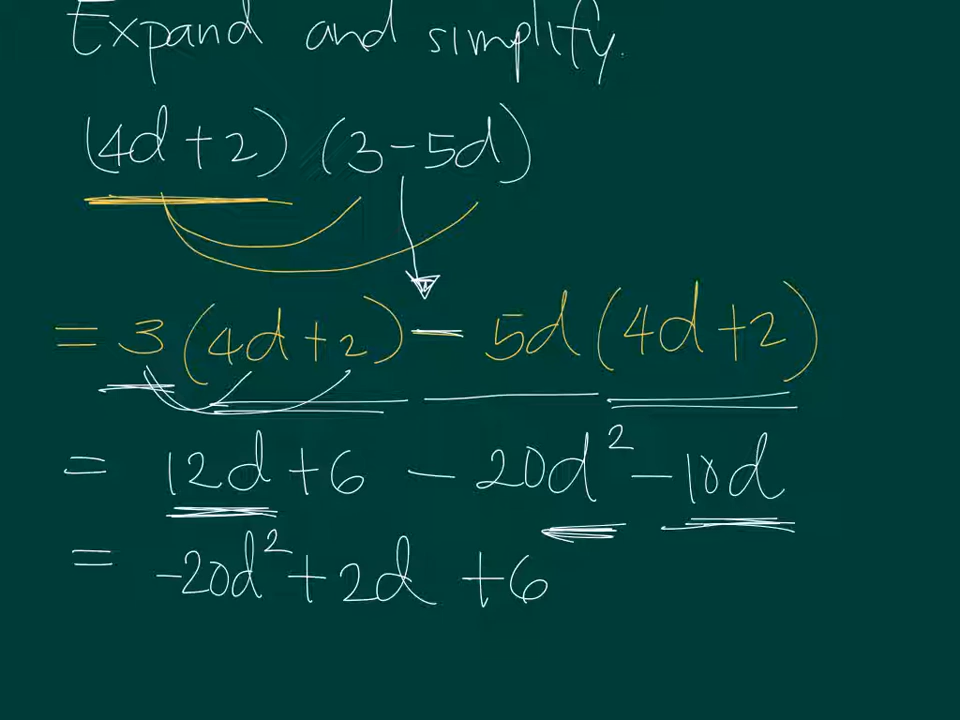 Expand and simplify.
(4d+2) (3-5d)
= 3(4d+2) - 5d(4d+2)
= 12d+6 - 20d² - 10d
= -20d² + 2d + 6